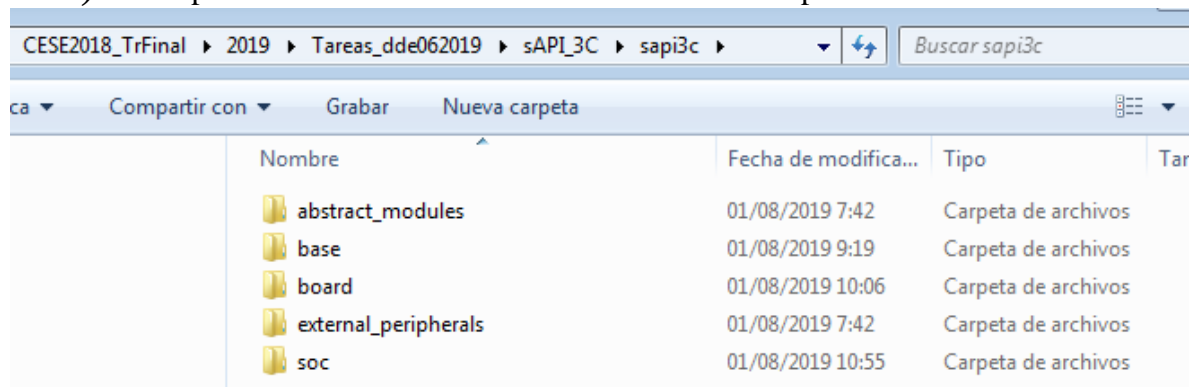 CESE2018_TrFinal ▸ 2019 ▸ Tareas_dde062019 ▸ sAPI_3C ▸ sapi3c ▸ Buscar sapi3c
ca Compartir con Grabar Nueva carpeta
Nombre Fecha de modifica... Tipo Tar
abstract_modules 01/08/2019 7:42 Carpeta de archivos
base 01/08/2019 9:19 Carpeta de archivos
board 01/08/2019 10:06 Carpeta de archivos
external_peripherals 01/08/2019 7:42 Carpeta de archivos
soc 01/08/2019 10:55 Carpeta de archivos